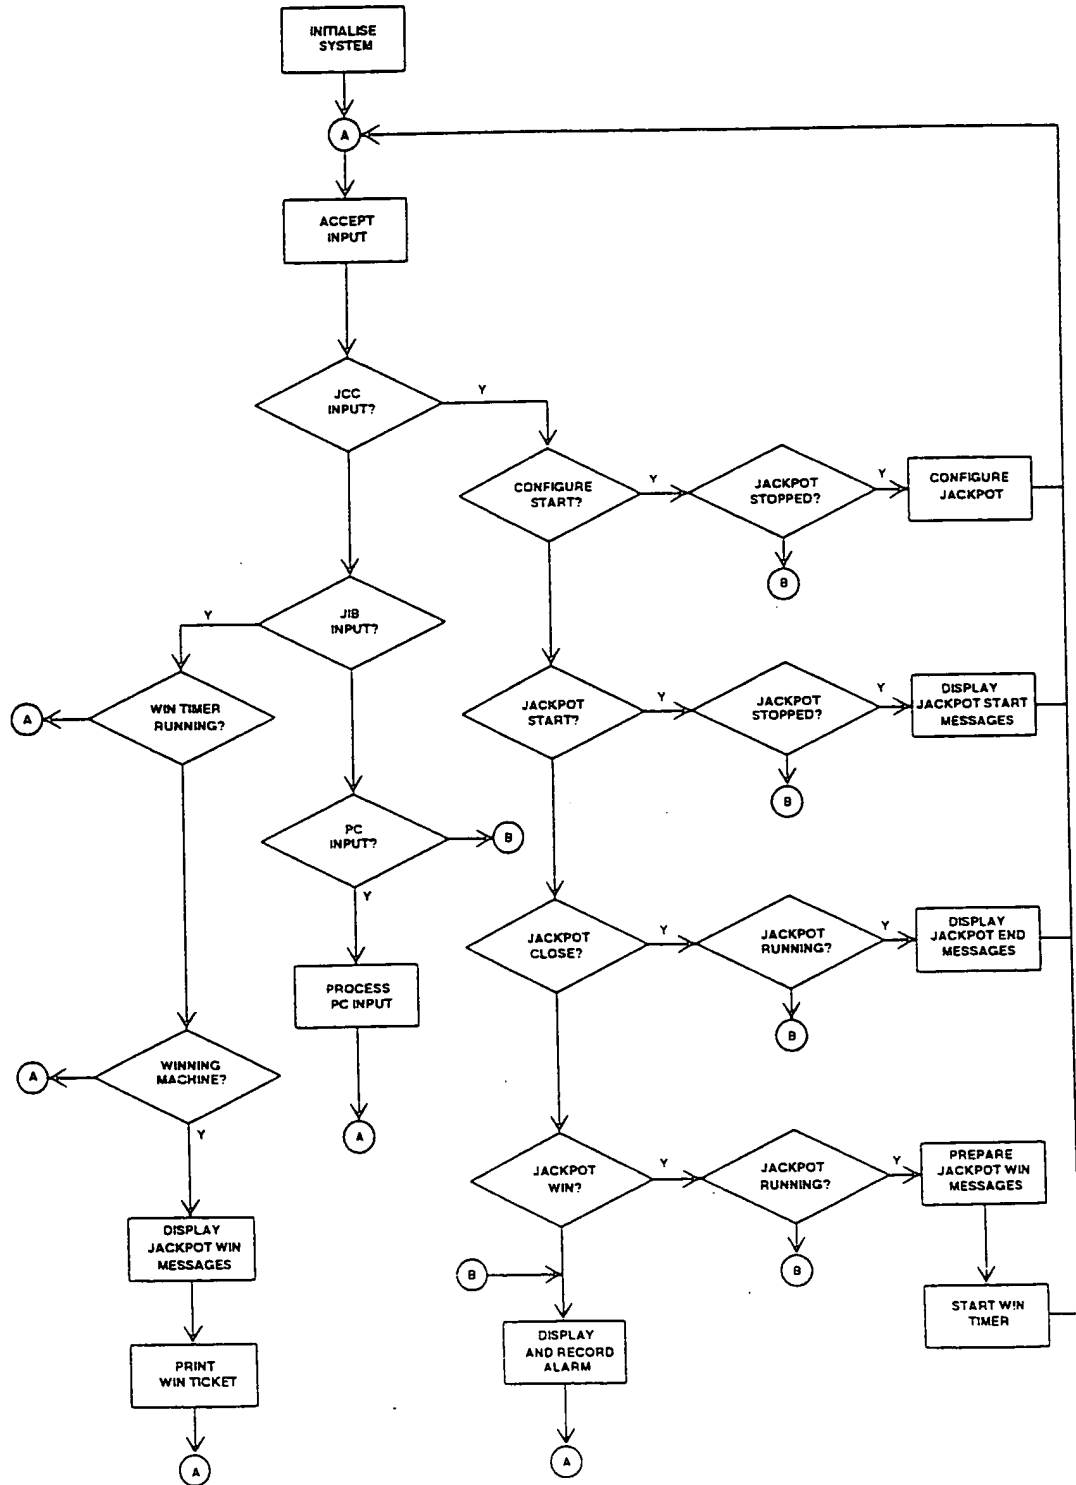 INITIALISE
SYSTEM
A
ACCEPT
INPUT
JCC
INPUT?
Y
CONFIGURE
START?
Y
JACKPOT
STOPPED?
Y
CONFIGURE
JACKPOT
B
JIB
INPUT?
Y
WIN TIMER
RUNNING?
A
JACKPOT
START?
Y
JACKPOT
STOPPED?
Y
DISPLAY
JACKPOT START
MESSAGES
B
PC
INPUT?
B
Y
PROCESS
PC INPUT
A
JACKPOT
CLOSE?
Y
JACKPOT
RUNNING?
Y
DISPLAY
JACKPOT END
MESSAGES
B
WINNING
MACHINE?
A
Y
DISPLAY
JACKPOT WIN
MESSAGES
PRINT
WIN TICKET
A
JACKPOT
WIN?
Y
JACKPOT
RUNNING?
Y
PREPARE
JACKPOT WIN
MESSAGES
B
START WIN
TIMER
B
DISPLAY
AND RECORD
ALARM
A